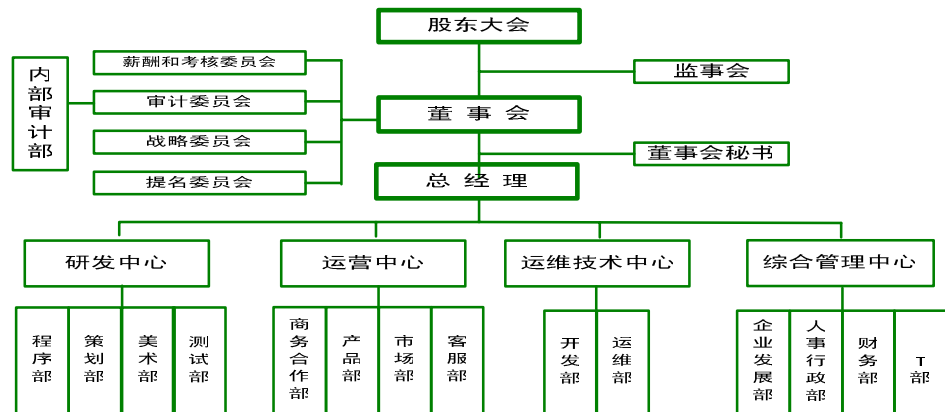 股东大会
监事会
薪酬和考核委员会
审计委员会
战略委员会
提名委员会
内部审计部
董事会
董事会秘书
总经理
研发中心
运营中心
运维技术中心
综合管理中心
程序部
策划部
美术部
测试部
商务合作部
产品部
市场部
客服部
开发部
运维部
企业发展部
人事行政部
财务部
T部